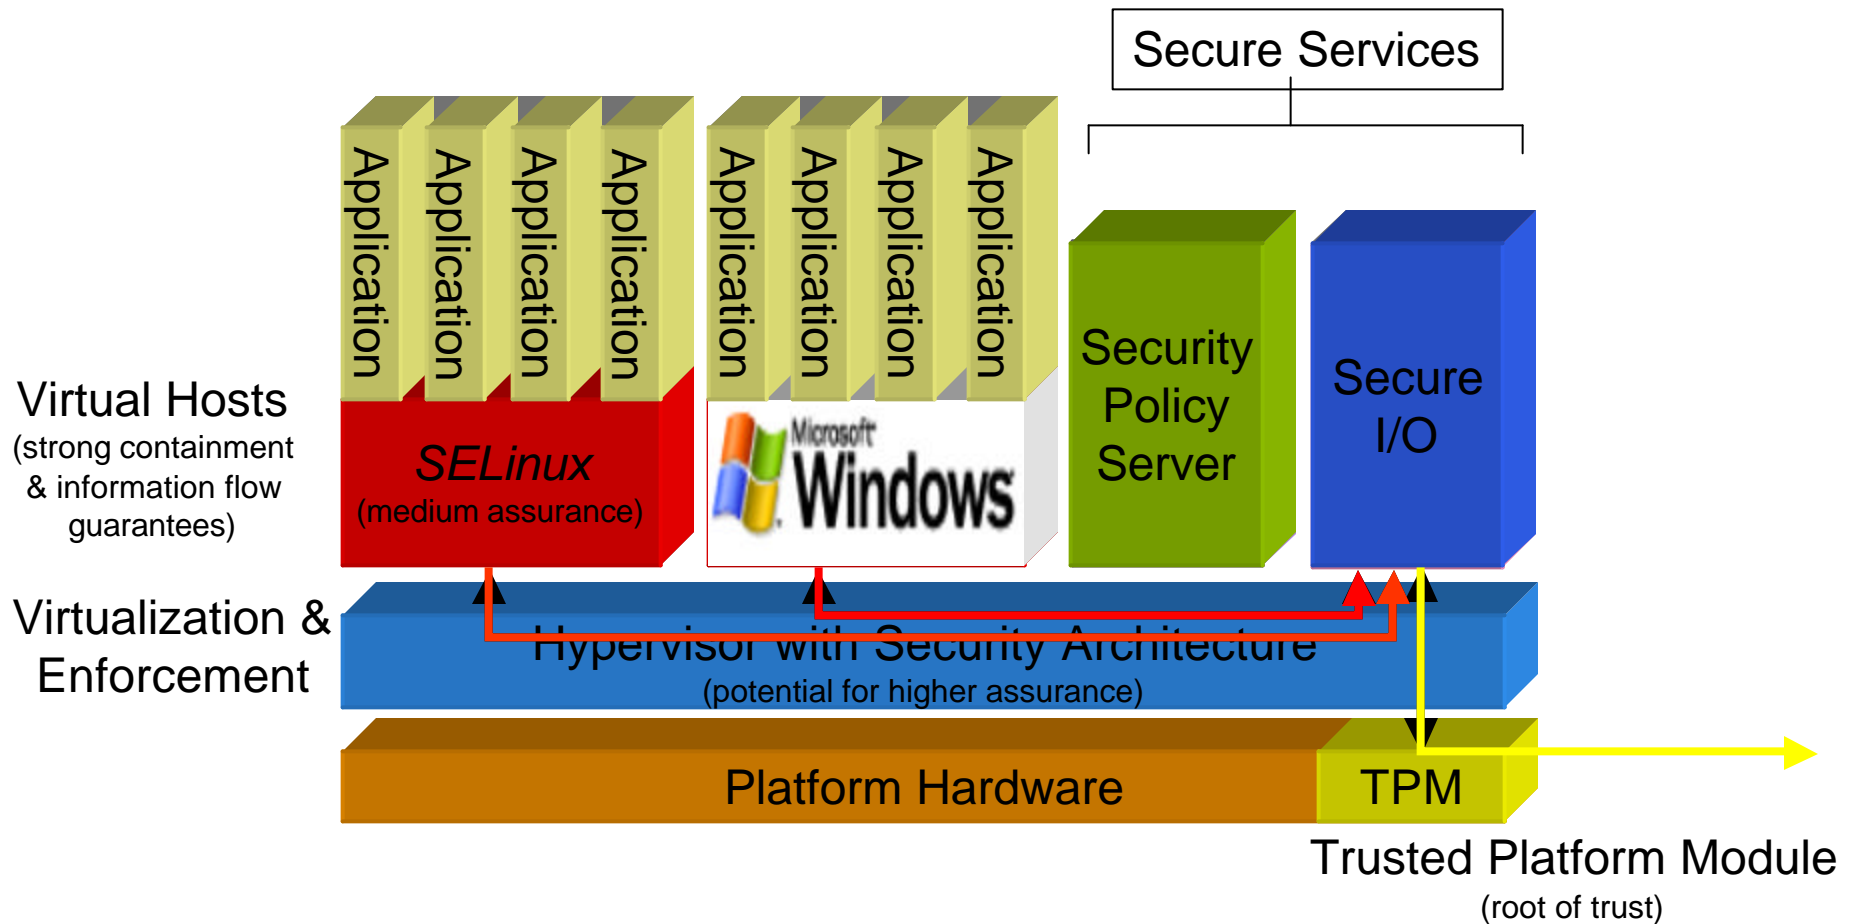 Secure Services
Application
Application
Application
Application
Application
Application
Application
Application
Security
Policy
Server
Secure
I/O
Virtual Hosts
(strong containment
& information flow
guarantees)
SELinux
(medium assurance)
Microsoft
Windows
Virtualization &
Enforcement
Hypervisor with Security Architecture
(potential for higher assurance)
Platform Hardware
TPM
Trusted Platform Module
(root of trust)